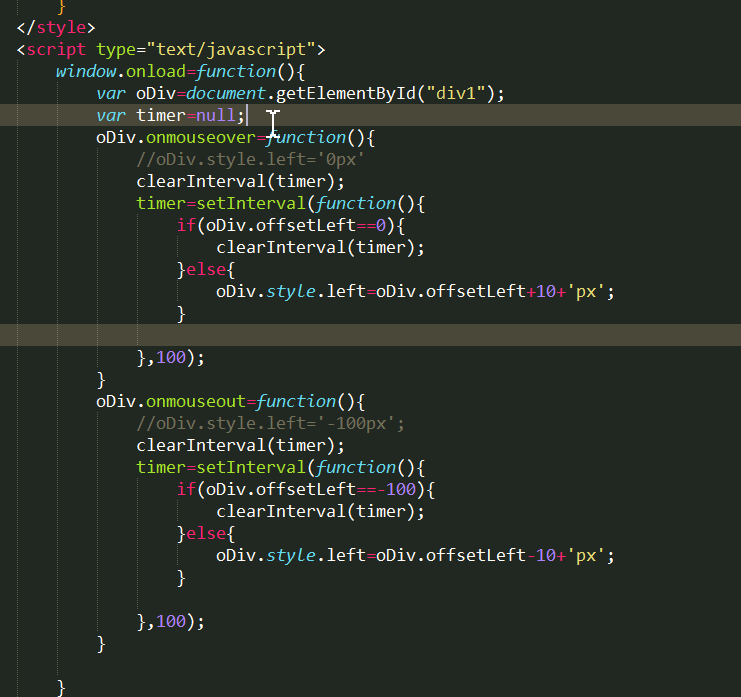 }
</style>
<script type="text/javascript">
window.onload=function(){
var oDiv=document.getElementById("div1");
var timer=null;
oDiv.onmouseover=function(){
//oDiv.style.left='0px'
clearInterval(timer);
timer=setInterval(function(){
if(oDiv.offsetLeft==0){
clearInterval(timer);
}else{
oDiv.style.left=oDiv.offsetLeft+10+'px';
}
},100);
}
oDiv.onmouseout=function(){
//oDiv.style.left='-100px';
clearInterval(timer);
timer=setInterval(function(){
if(oDiv.offsetLeft==-100){
clearInterval(timer);
}else{
oDiv.style.left=oDiv.offsetLeft-10+'px';
}
},100);
}
}